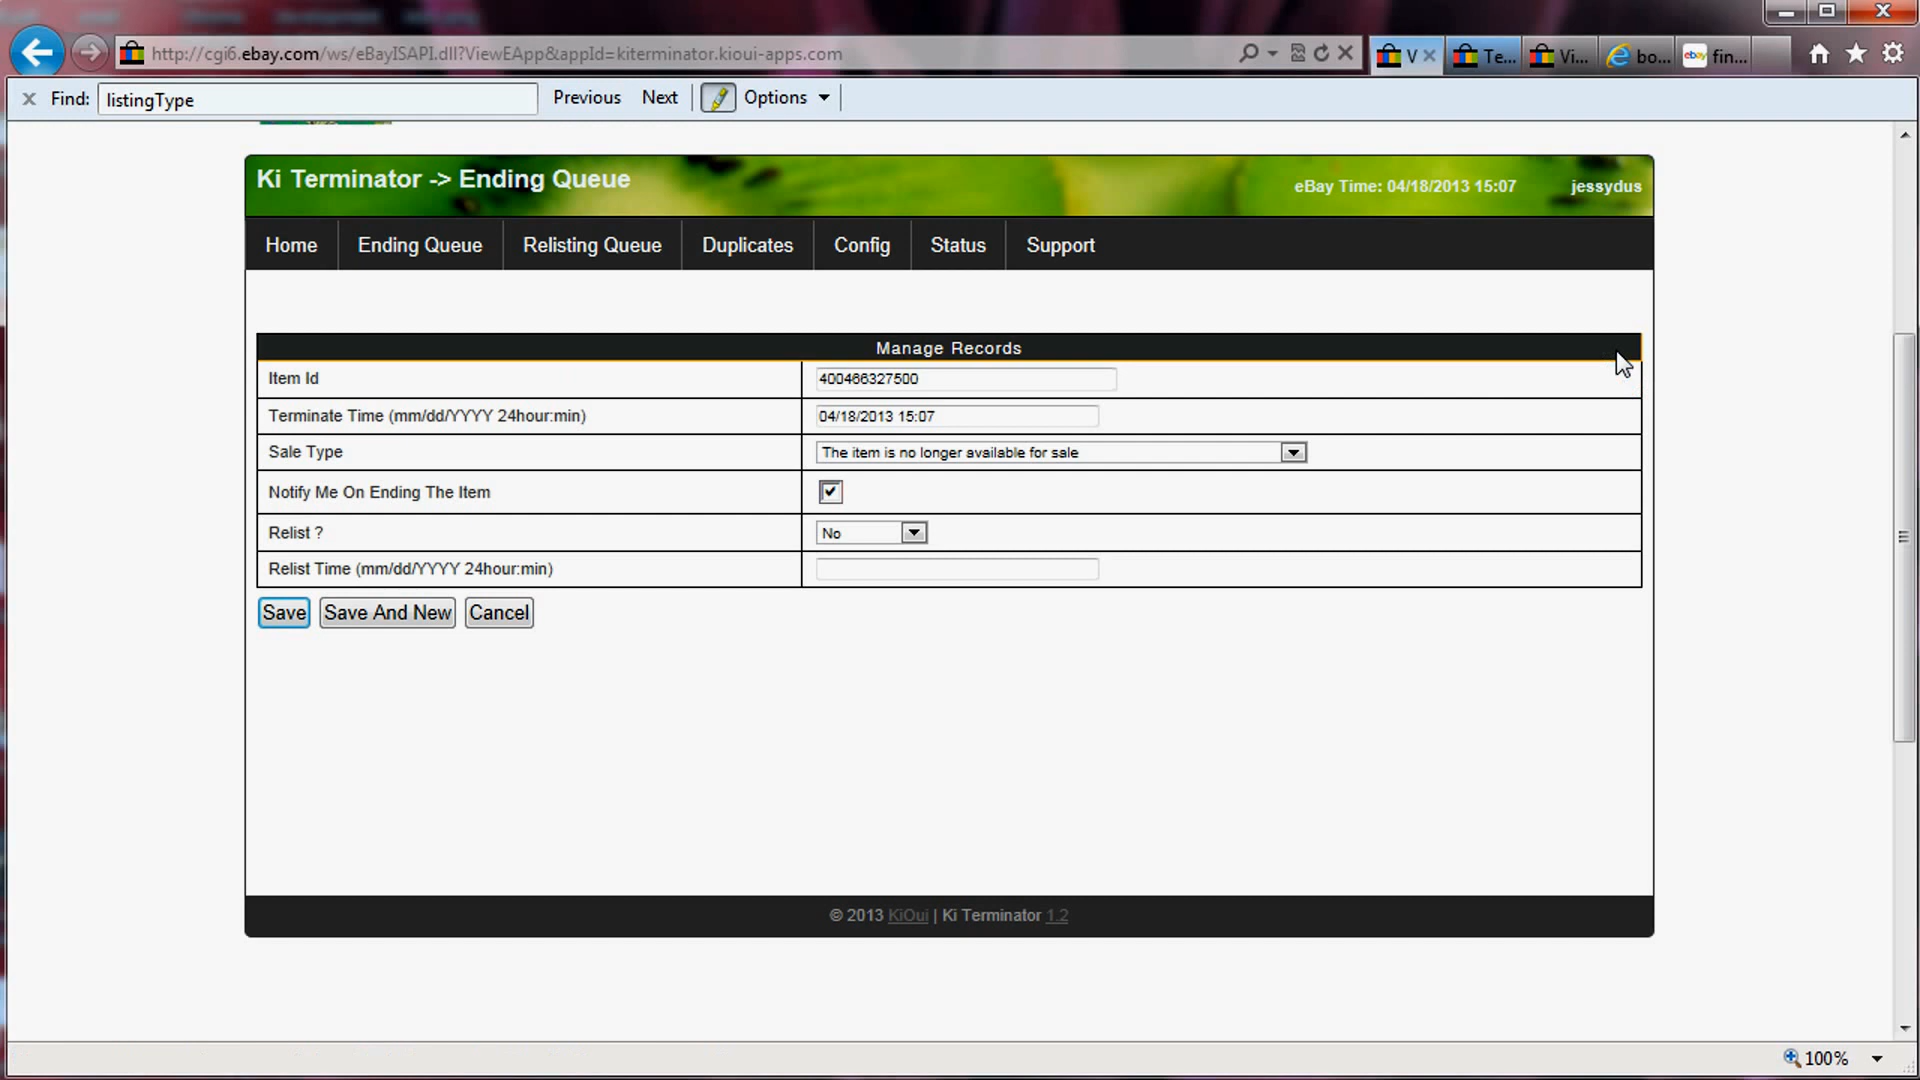 http://cgi6.ebay.com/ws/eBayISAPI.dll?ViewEApp&appId=kiterminator.kioui-apps.com
V
Te...
Vi...
bo...
ebay fin...
Find: listingType Previous Next Options
Ki Terminator -> Ending Queue
eBay Time: 04/18/2013 15:07 jessydus
Home Ending Queue Relisting Queue Duplicates Config Status Support
Manage Records
Item Id 400466327500
Terminate Time (mm/dd/YYYY 24hour:min) 04/18/2013 15:07
Sale Type The item is no longer available for sale
Notify Me On Ending The Item
Relist ? No
Relist Time (mm/dd/YYYY 24hour:min)
Save Save And New Cancel
© 2013 KiOui | Ki Terminator 1.2
100%